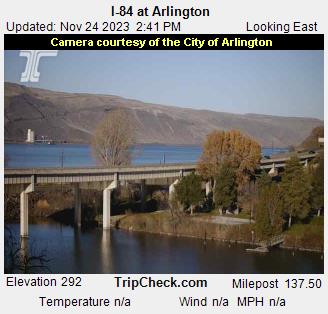 I-84 at Arlington
Updated: Nov 24 2023 2:41 PM Looking East
Camera courtesy of the City of Arlington
Elevation 292 TripCheck.com Milepost 137.50
Temperature n/a Wind n/a MPH n/a